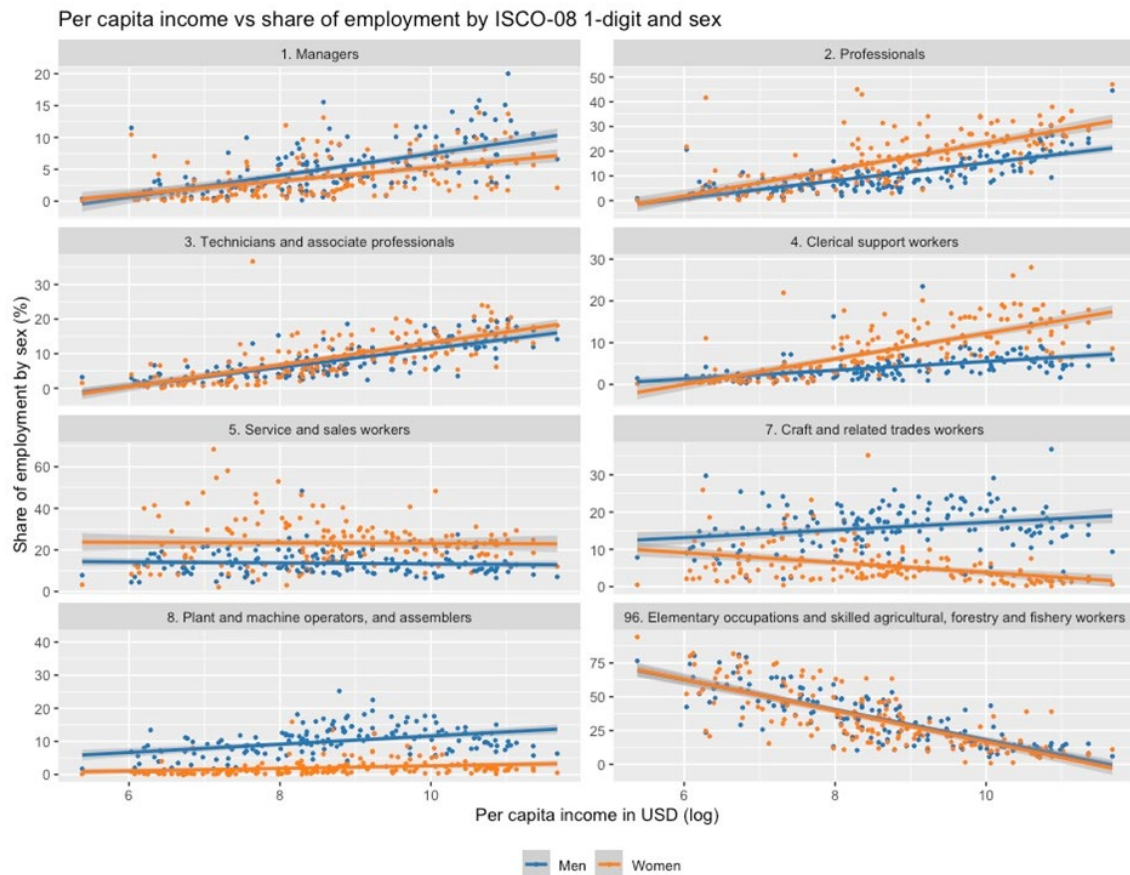 Per capita income vs share of employment by ISCO-08 1-digit and sex
1. Managers
2. Professionals
20
15
10
5
0
50
40
30
20
10
0
3. Technicians and associate professionals
4. Clerical support workers
30
20
10
0
30
20
10
0
5. Service and sales workers
7. Craft and related trades workers
60
40
20
0
30
20
10
0
8. Plant and machine operators, and assemblers
96. Elementary occupations and skilled agricultural, forestry and fishery workers
40
30
20
10
0
75
50
25
0
6 8 10
6 8 10
Share of employment by sex (%)
Per capita income in USD (log)
Men Women